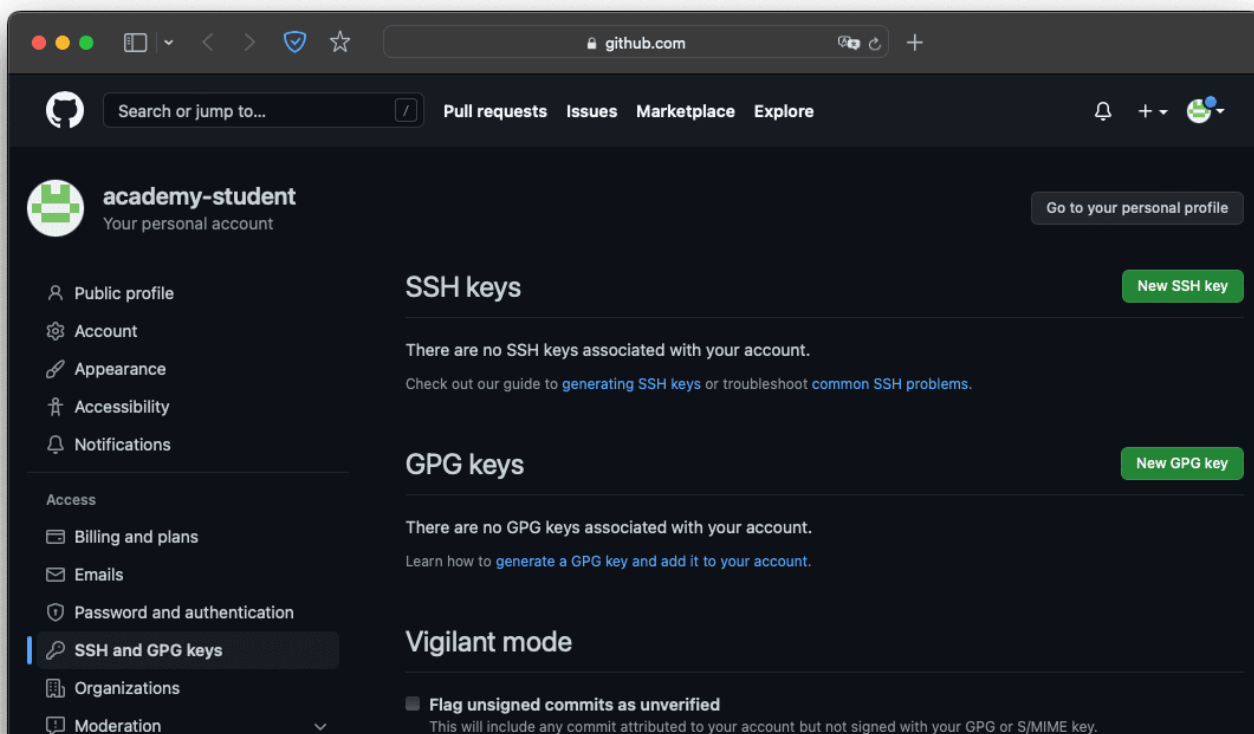 github.com
Search or jump to... /
Pull requests Issues Marketplace Explore
academy-student
Your personal account
Go to your personal profile
Public profile
Account
Appearance
Accessibility
Notifications
Access
Billing and plans
Emails
Password and authentication
SSH and GPG keys
Organizations
Moderation
SSH keys
New SSH key
There are no SSH keys associated with your account.
Check out our guide to generating SSH keys or troubleshoot common SSH problems.
GPG keys
New GPG key
There are no GPG keys associated with your account.
Learn how to generate a GPG key and add it to your account.
Vigilant mode
Flag unsigned commits as unverified
This will include any commit attributed to your account but not signed with your GPG or S/MIME key.